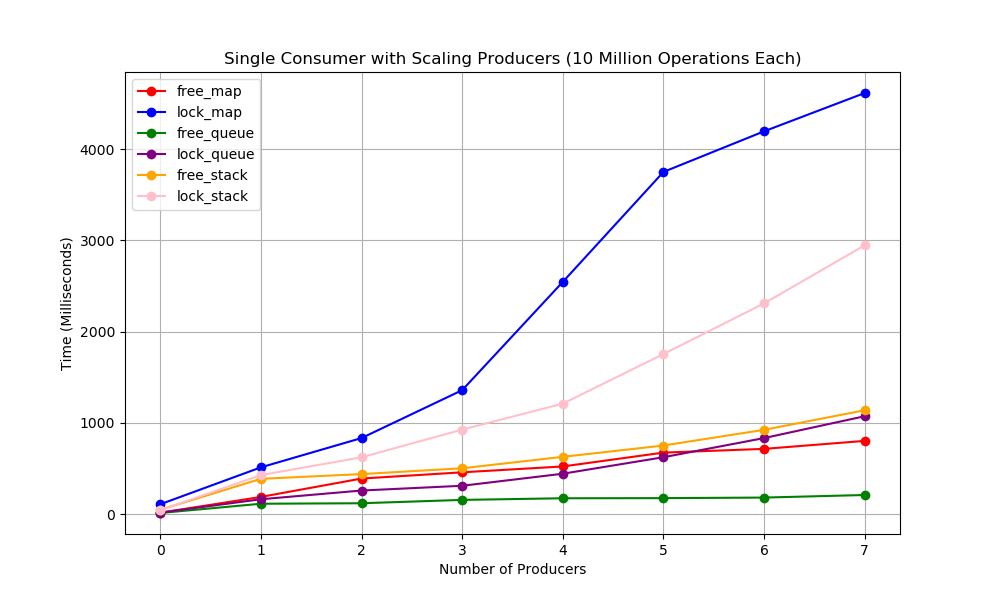 Single Consumer with Scaling Producers (10 Million Operations Each)
free_map
lock_map
free_queue
lock_queue
free_stack
lock_stack
4000
3000
2000
1000
0
Time (Milliseconds)
0 1 2 3 4 5 6 7
Number of Producers